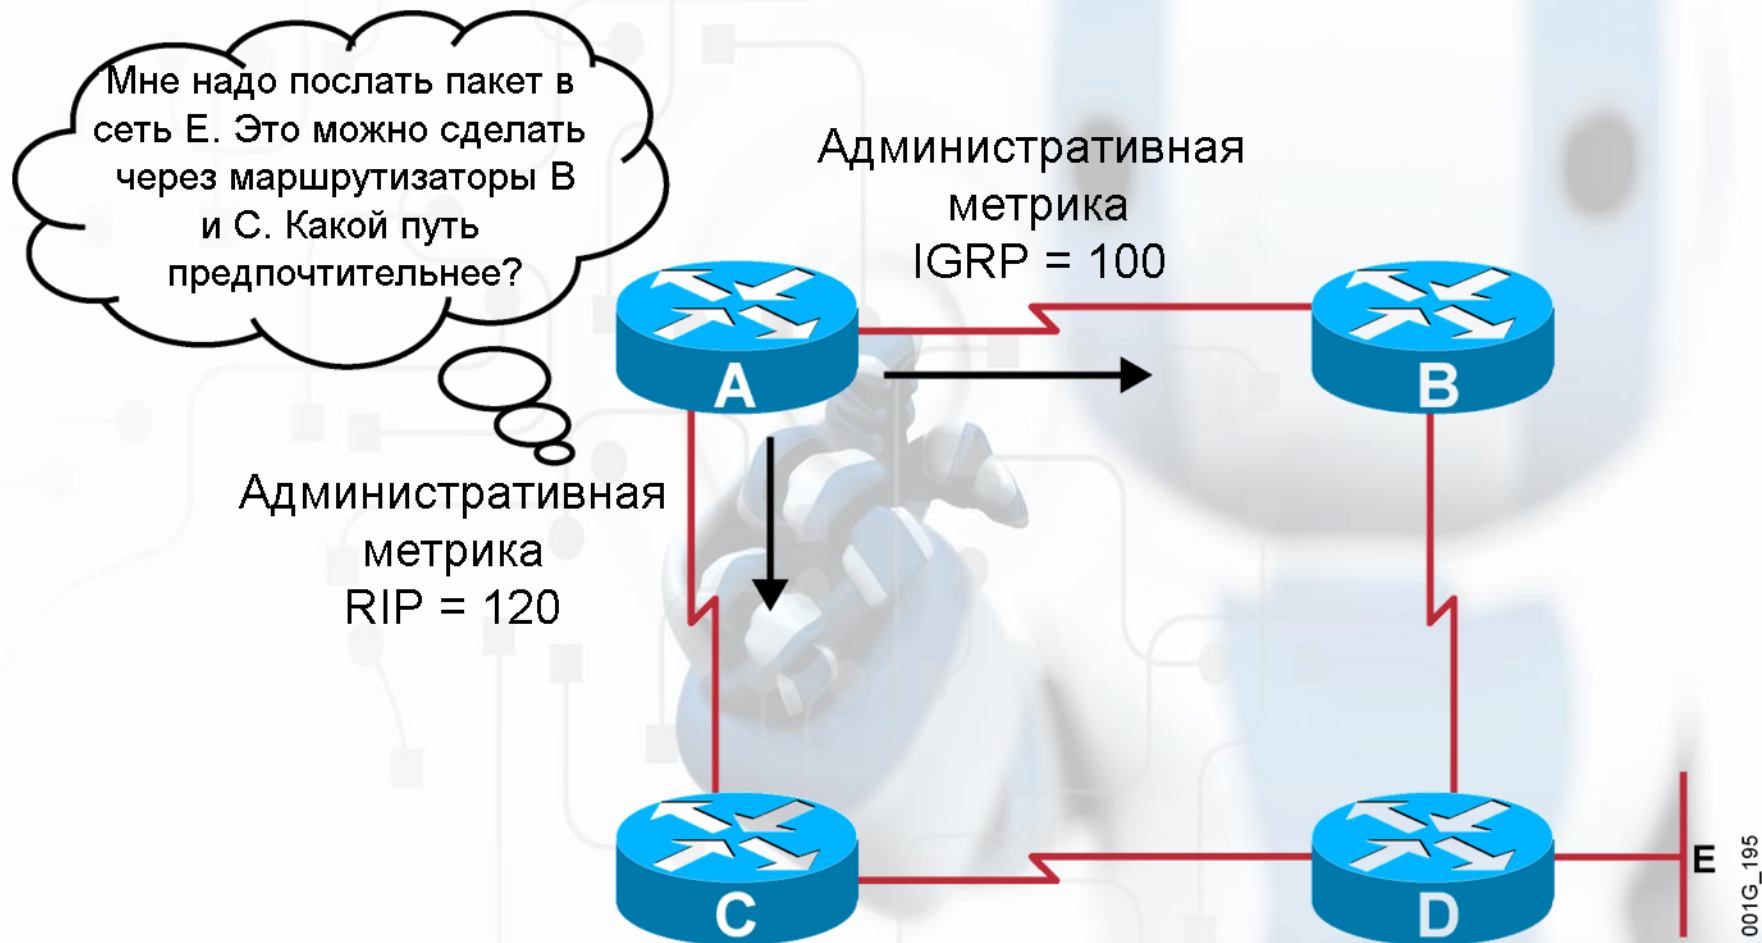 Мне надо послать пакет в
сеть E. Это можно сделать
через маршрутизаторы B
и C. Какой путь
предпочтительнее?
Административная
метрика
IGRP = 100
A
B
Административная
метрика
RIP = 120
C
D
E
001G_195